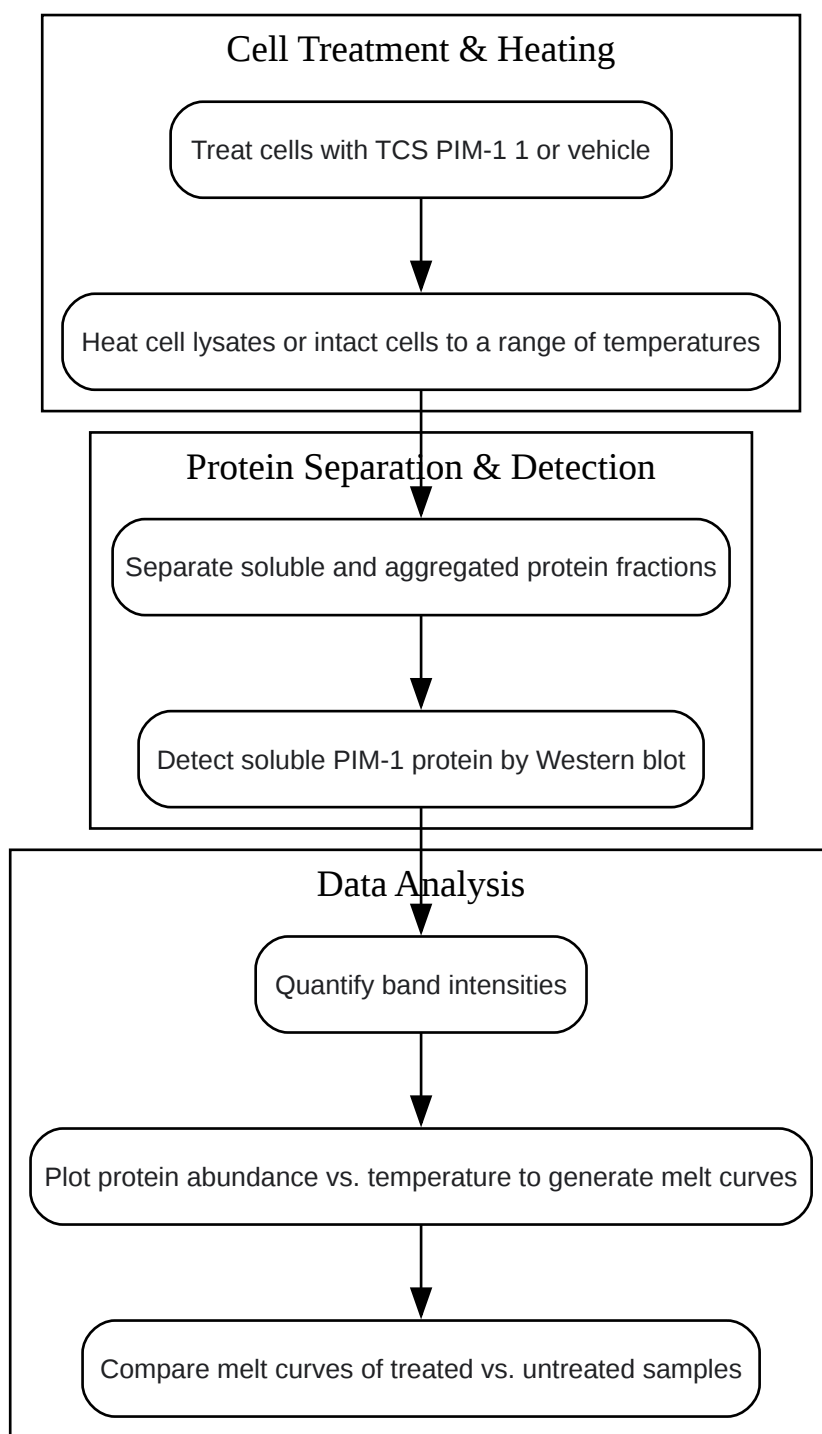 Cell Treatment & Heating
Treat cells with TCS PIM-1 1 or vehicle
Heat cell lysates or intact cells to a range of temperatures
Protein Separation & Detection
Separate soluble and aggregated protein fractions
Detect soluble PIM-1 protein by Western blot
Data Analysis
Quantify band intensities
Plot protein abundance vs. temperature to generate melt curves
Compare melt curves of treated vs. untreated samples